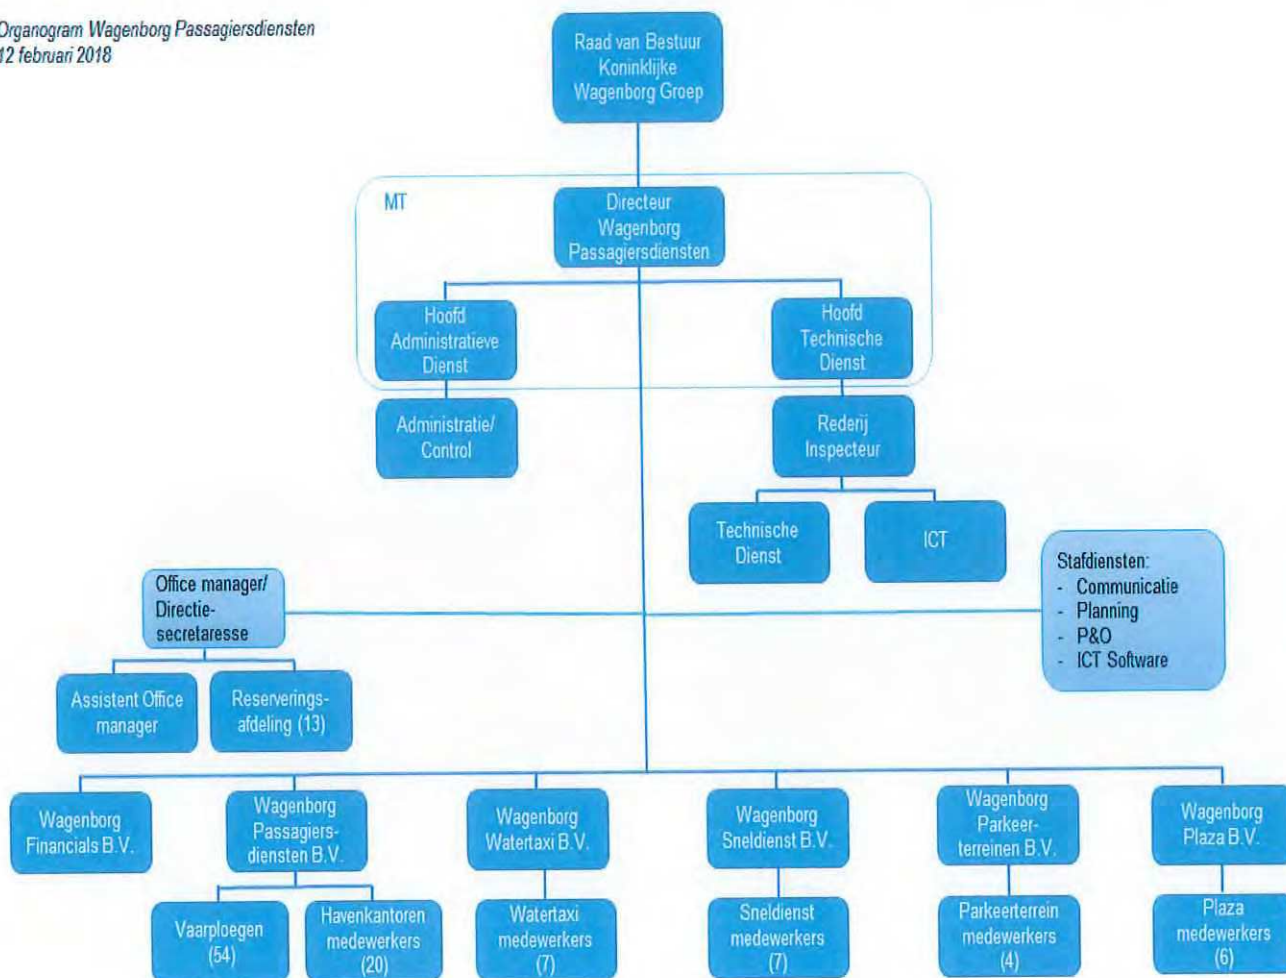 Organogram Wagenborg Passagiersdiensten
12 februari 2018
Raad van Bestuur
Koninklijke
Wagenborg Groep
MT
Directeur
Wagenborg
Passagiersdiensten
Hoofd
Administratieve
Dienst
Hoofd
Technische
Dienst
Administratie/
Control
Rederij
Inspecteur
Technische
Dienst
ICT
Office manager/
Directie-
secretaresse
Stafdiensten:
- Communicatie
- Planning
- P&O
- ICT Software
Assistent Office
manager
Reserverings-
afdeling (13)
Wagenborg
Financials B.V.
Wagenborg
Passagiers-
diensten B.V.
Wagenborg
Watertaxi B.V.
Wagenborg
Sneldienst B.V.
Wagenborg
Parkeer-
terreinen B.V.
Wagenborg
Plaza B.V.
Vaarploegen
(54)
Havenkantoren
medewerkers
(20)
Watertaxi
medewerkers
(7)
Sneldienst
medewerkers
(7)
Parkeerterrein
medewerkers
(4)
Plaza
medewerkers
(6)